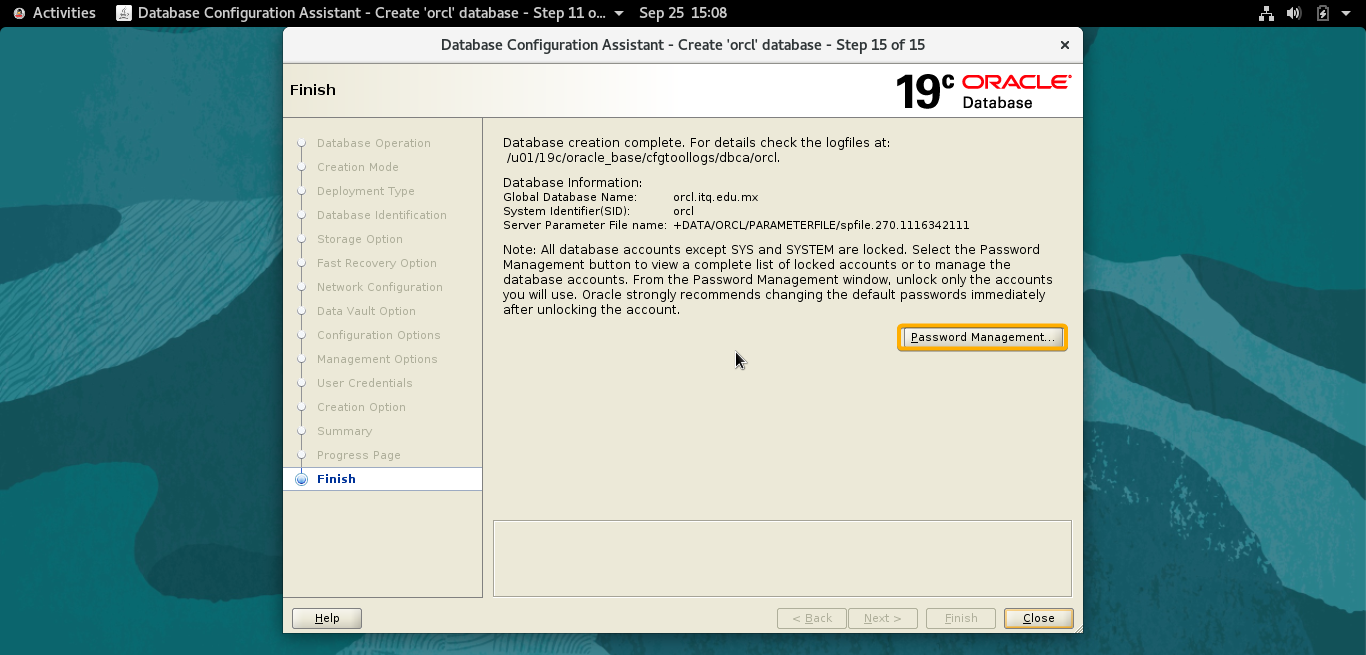 Activities
Database Configuration Assistant - Create 'orcl' database - Step 11 o...
Sep 25 15:08
Database Configuration Assistant - Create 'orcl' database - Step 15 of 15
Finish
19c ORACLE
Database
Database Operation
Creation Mode
Deployment Type
Database Identification
Storage Option
Fast Recovery Option
Network Configuration
Data Vault Option
Configuration Options
Management Options
User Credentials
Creation Option
Summary
Progress Page
Finish
Database creation complete. For details check the logfiles at:
/u01/19c/oracle_base/cfgtoollogs/dbca/orcl.
Database Information:
Global Database Name: orcl.itq.edu.mx
System Identifier(SID): orcl
Server Parameter File name: +DATA/ORCL/PARAMETERFILE/spfile.270.1116342111
Note: All database accounts except SYS and SYSTEM are locked. Select the Password
Management button to view a complete list of locked accounts or to manage the
database accounts. From the Password Management window, unlock only the accounts
you will use. Oracle strongly recommends changing the default passwords immediately
after unlocking the account.
Password Management...
Help
< Back
Next >
Finish
Close